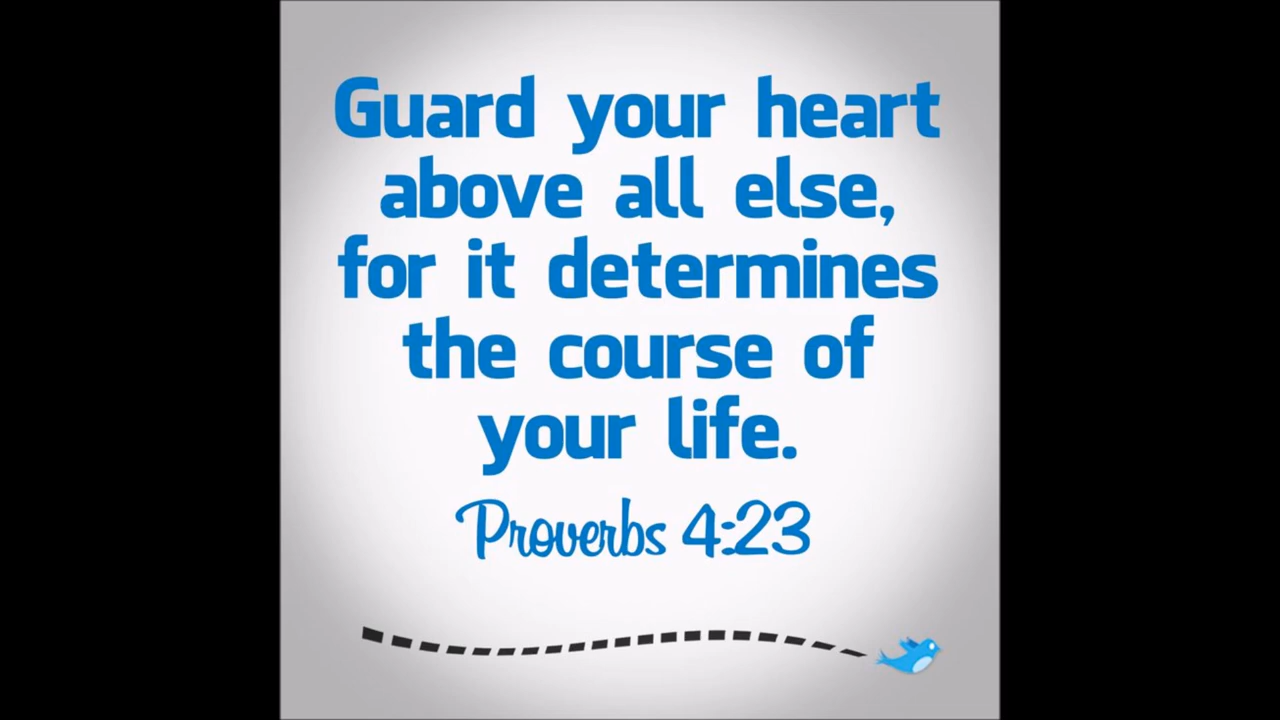 Guard your heart
above all else,
for it determines
the course of
your life.
Proverbs 4:23